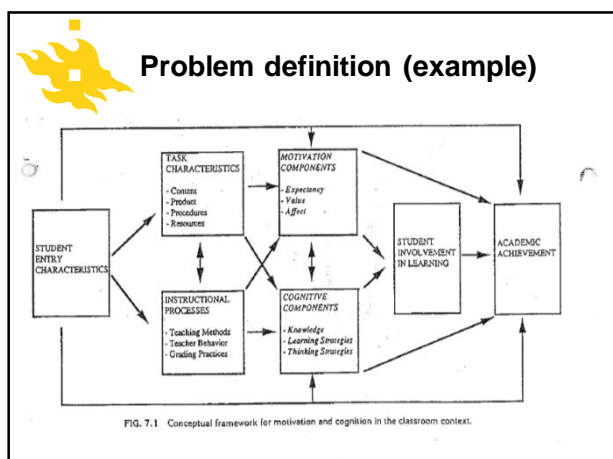 Problem definition (example)
TASK
CHARACTERISTICS
- Content
- Product
- Procedures
- Resources
MOTIVATION
COMPONENTS
- Expectancy
- Value
- Affect
STUDENT
ENTRY
CHARACTERISTICS
STUDENT
INVOLVEMENT
IN LEARNING
ACADEMIC
ACHIEVEMENT
INSTRUCTIONAL
PROCESSES
- Teaching Methods
- Teacher Behavior
- Grading Practices
COGNITIVE
COMPONENTS
- Knowledge
- Learning Strategies
- Thinking Strategies
FIG. 7.1 Conceptual framework for motivation and cognition in the classroom context.